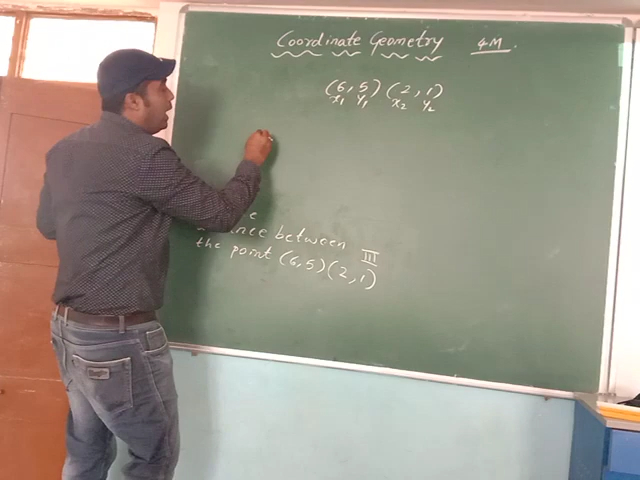 Coordinate Geometry 4M.
(6, 5) (2, 1)
x₁ y₁ x₂ y₂
between III
the point (6, 5) (2, 1)